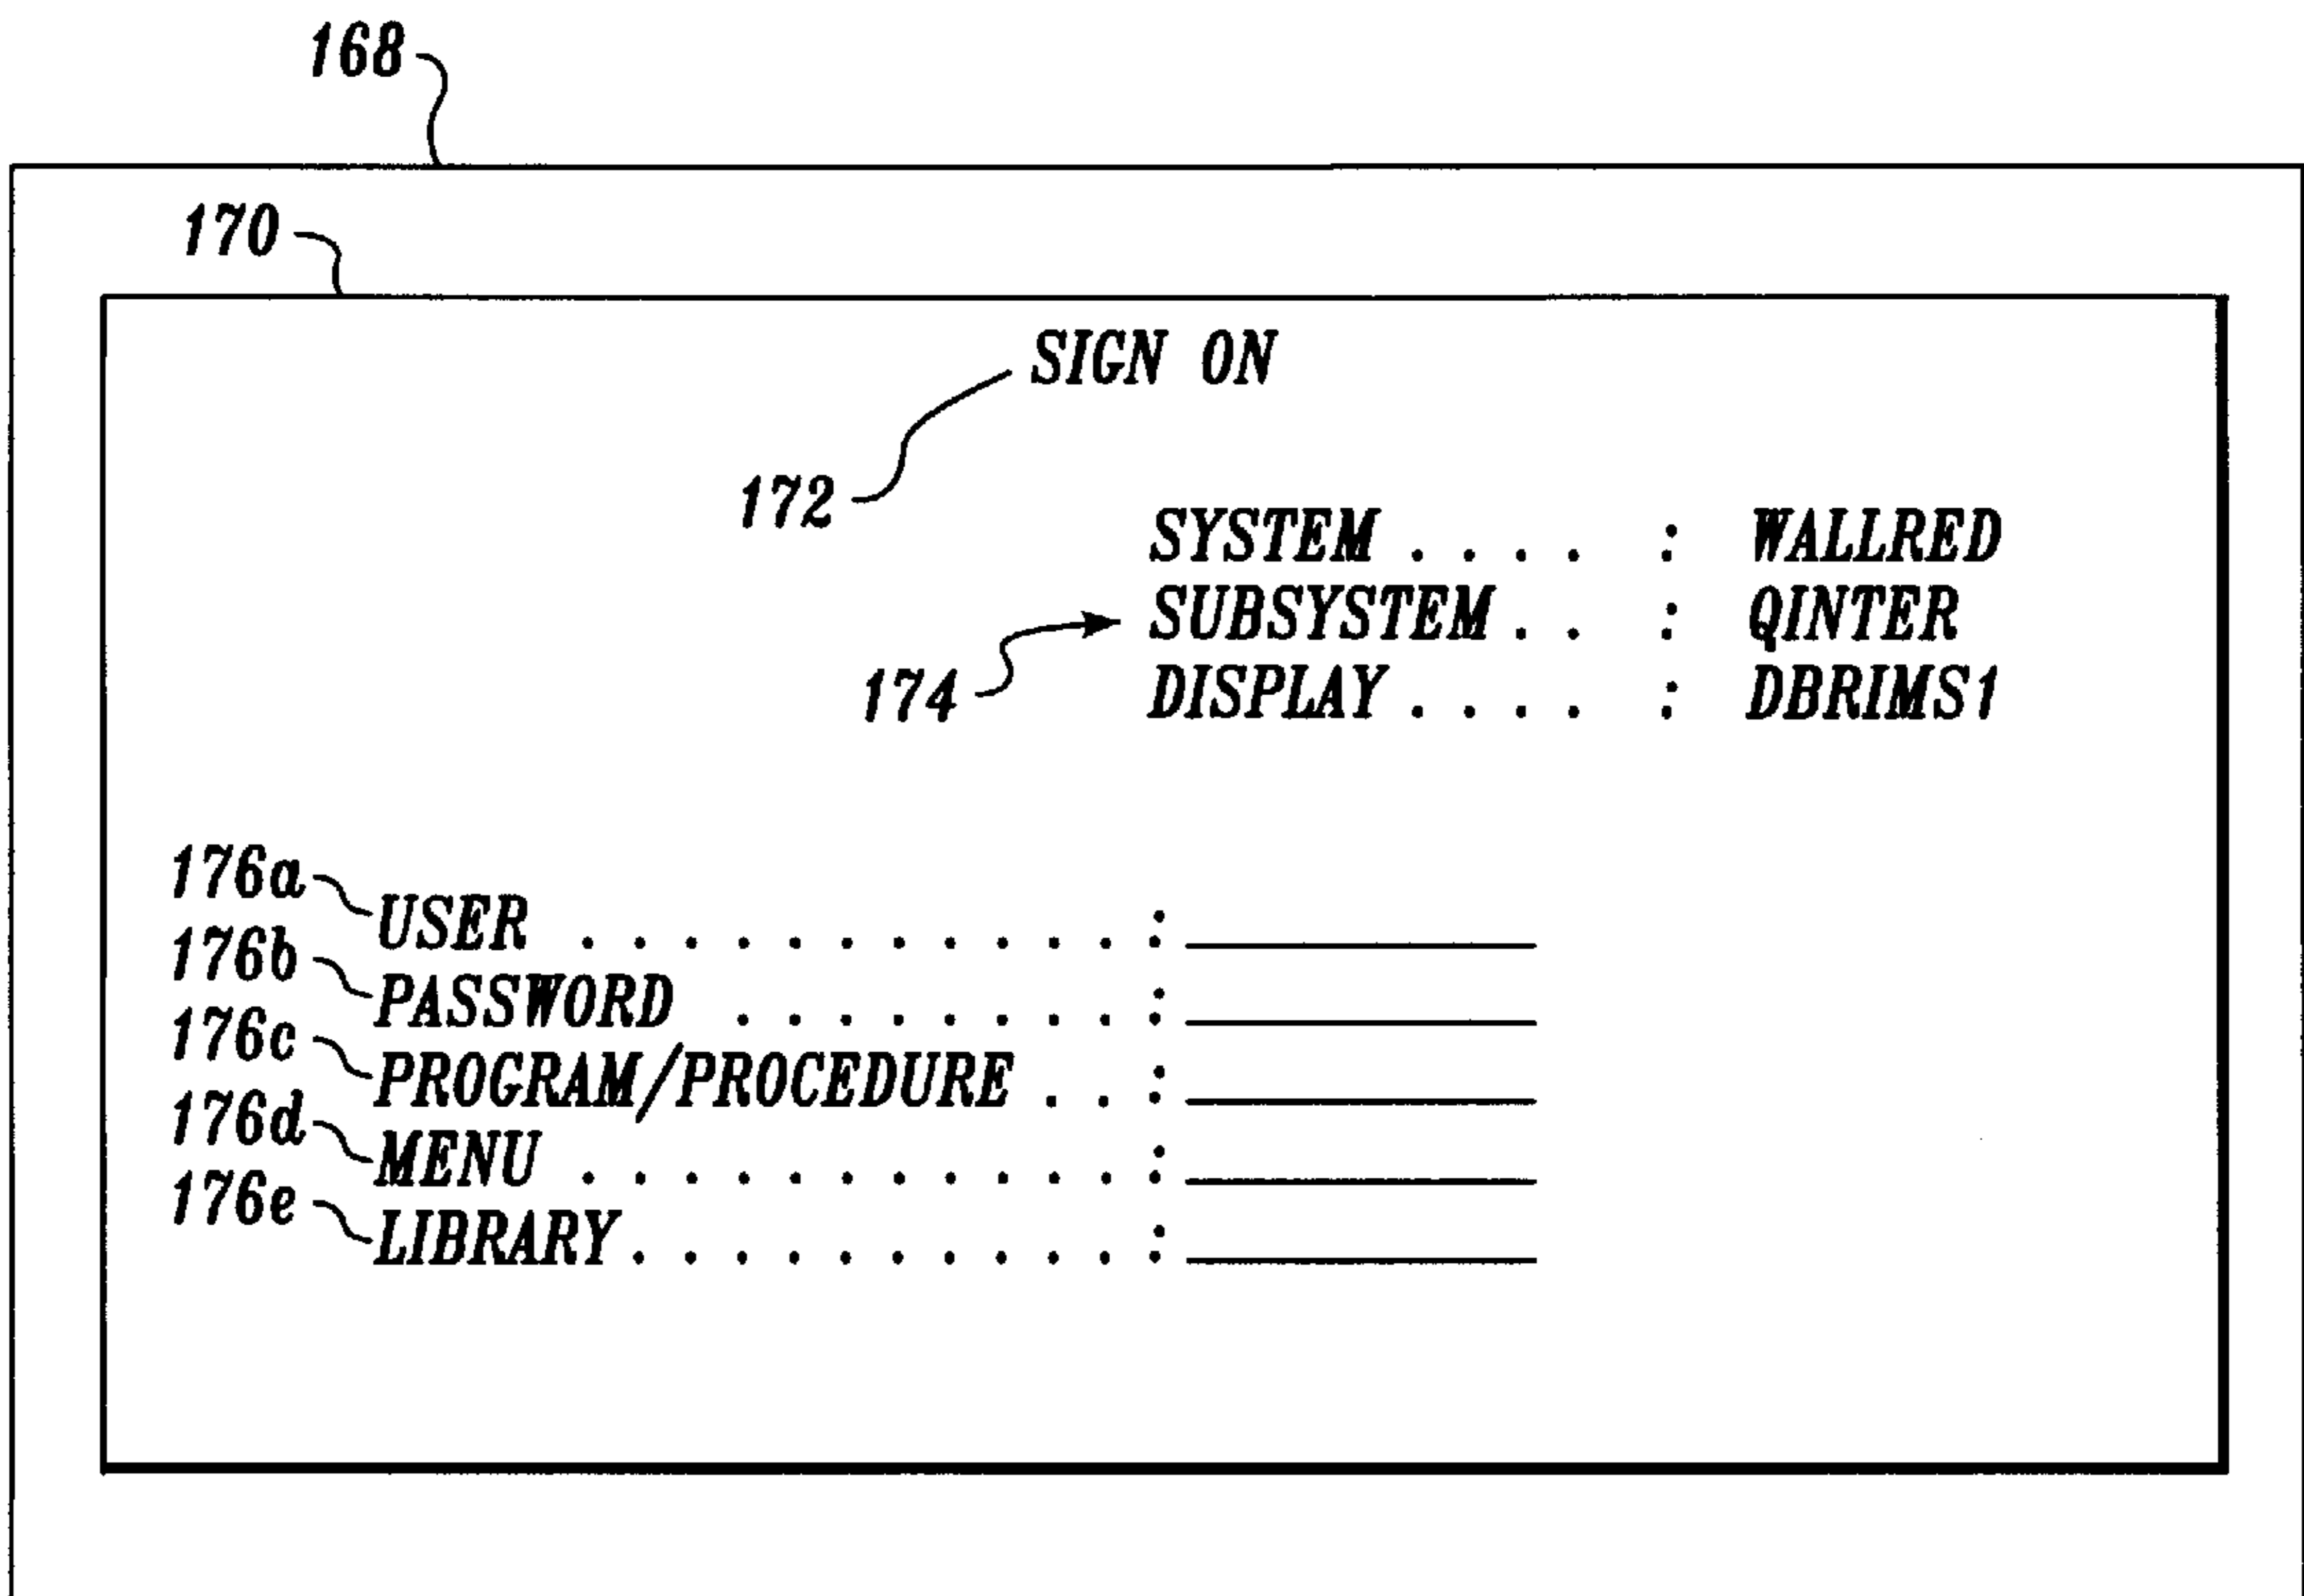 168
170
SIGN ON
172
SYSTEM . . . . : WALLRED
SUBSYSTEM . . : QINTER
174
DISPLAY . . . . : DBRIMS1
176a
USER . . . . . . . . . . . :
176b
PASSWORD . . . . . . . . :
176c
PROGRAM/PROCEDURE . . :
176d
MENU . . . . . . . . . . . :
176e
LIBRARY . . . . . . . . . . :